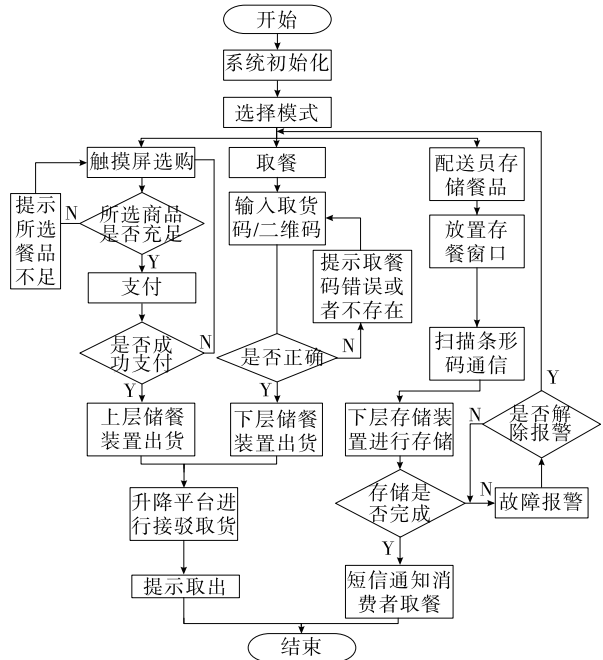 开始
系统初始化
选择模式
触摸屏选购
取餐
配送员存
储餐品
提示
所选
餐品
不足
N
所选商品
是否充足
Y
输入取货
码/二维码
放置存
餐窗口
支付
提示取餐
码错误或
者不存在
是否成
功支付
N
Y
是否正确
N
Y
扫描条形
码通信
Y
上层储餐
装置出货
下层储餐
装置出货
下层存储装
置进行存储
N
是否解
除报警
升降平台进
行接驳取货
存储是
否完成
N
故障报警
Y
提示取出
短信通知消
费者取餐
结束